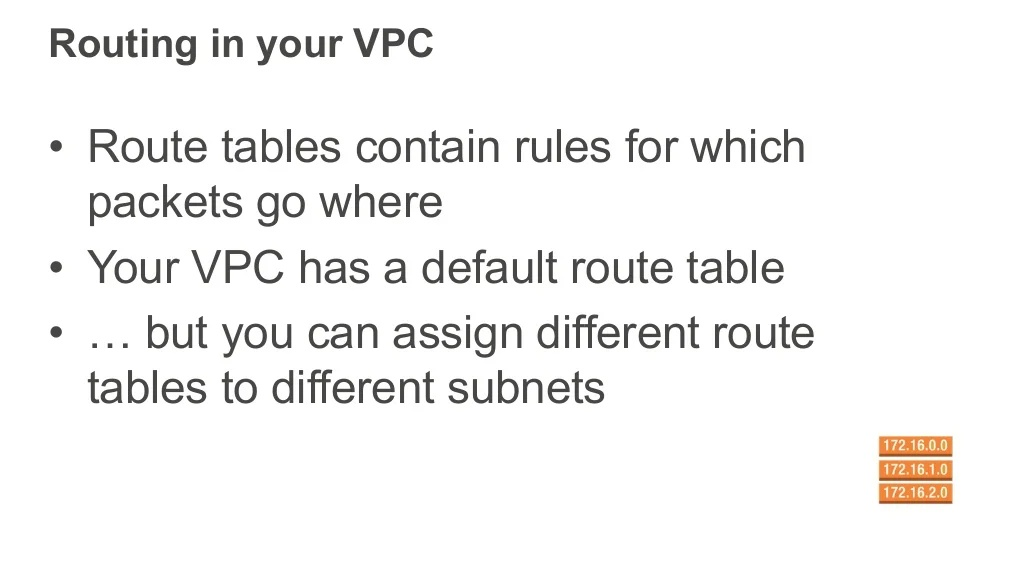 Routing in your VPC
• Route tables contain rules for which
packets go where
• Your VPC has a default route table
• … but you can assign different route
tables to different subnets
172.16.0.0
172.16.1.0
172.16.2.0